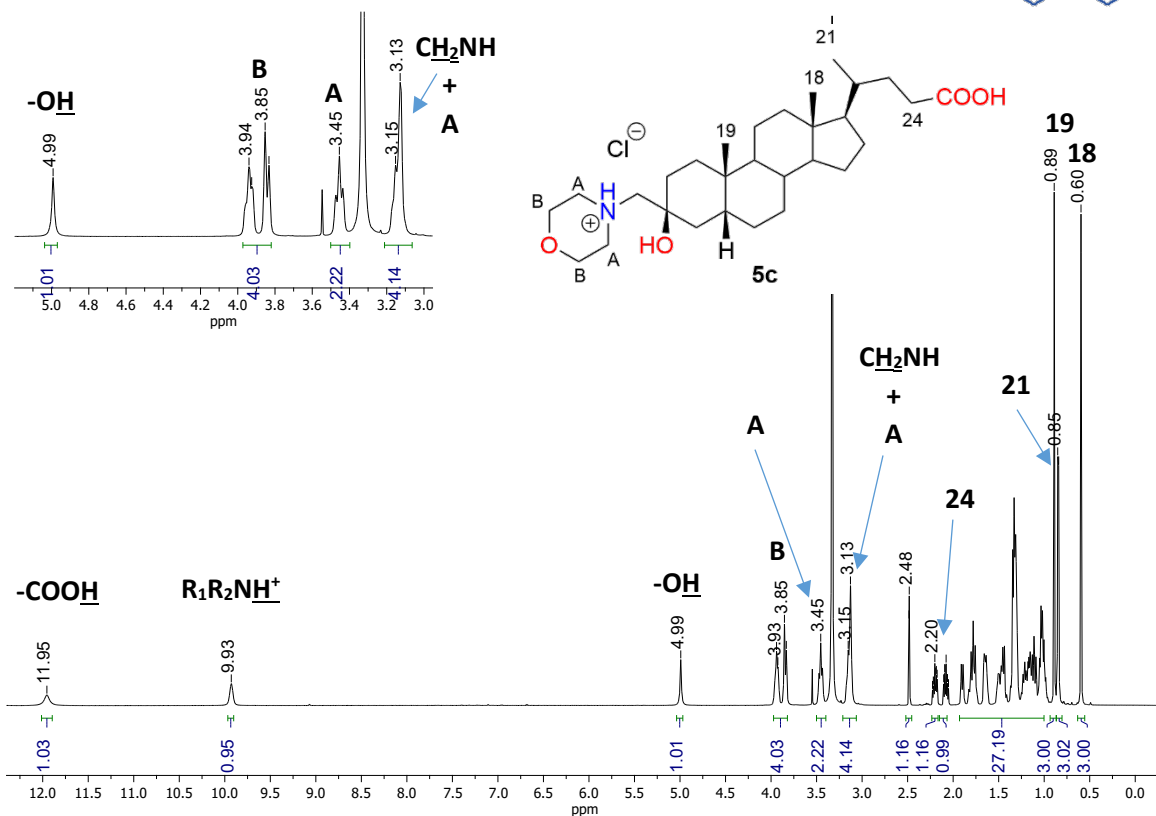 21
18
COOH
24
19
Cl⊖
A
B
H
N
⊕
O
HO
H
B
A
5c
-OH
B
A
CH2NH
+
A
4.99
3.94
3.85
3.45
3.15
3.13
1.01
4.03
2.22
4.14
5.0 4.8 4.6 4.4 4.2 4.0 3.8 3.6 3.4 3.2 3.0
ppm
19
18
0.89
0.60
CH2NH
+
A
A
21
0.85
24
-COOH
R1R2NH+
-OH
B
11.95
9.93
4.99
3.93
3.85
3.45
3.15
3.13
2.48
2.20
1.03
0.95
1.01
4.03
2.22
4.14
1.16
1.16
0.99
27.19
3.00
3.02
3.00
12.0 11.5 11.0 10.5 10.0 9.5 9.0 8.5 8.0 7.5 7.0 6.5 6.0 5.5 5.0 4.5 4.0 3.5 3.0 2.5 2.0 1.5 1.0 0.5 0.0
ppm